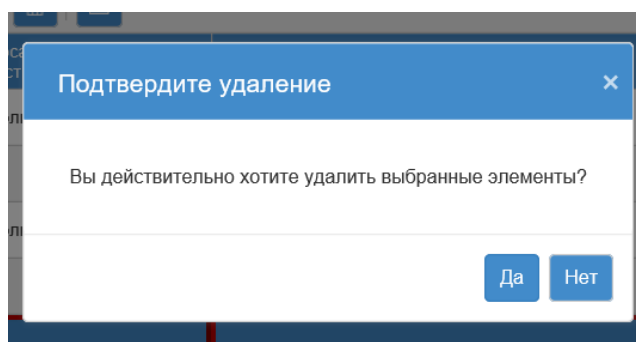 Подтвердите удаление
×
Вы действительно хотите удалить выбранные элементы?
Да
Нет